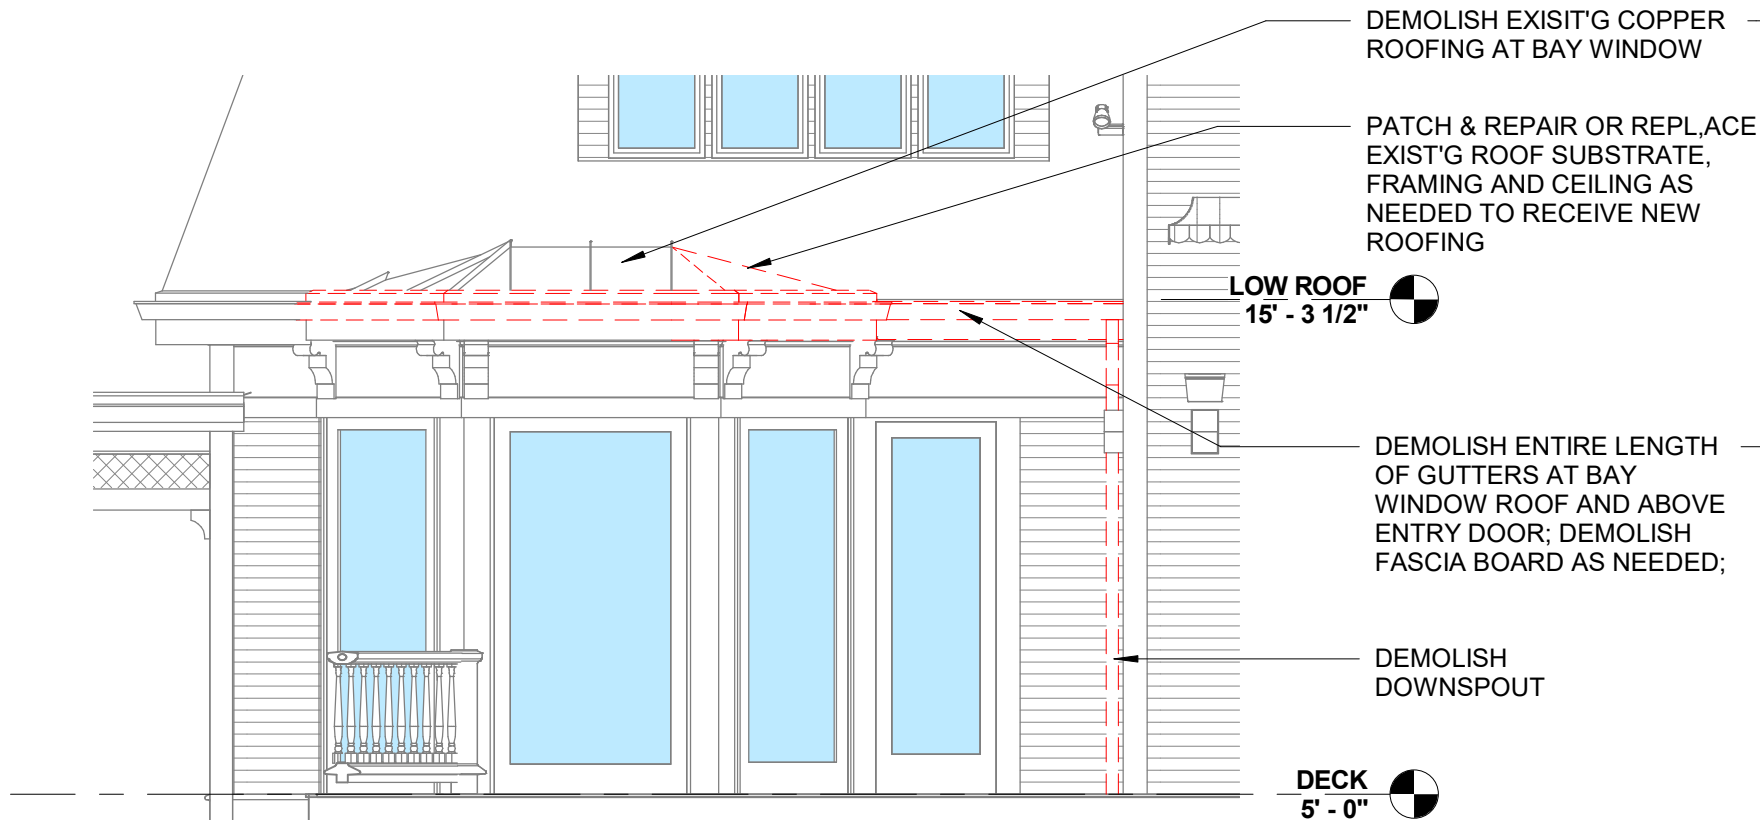 DEMOLISH EXISIT'G COPPER
ROOFING AT BAY WINDOW
PATCH & REPAIR OR REPL,ACE
EXIST'G ROOF SUBSTRATE,
FRAMING AND CEILING AS
NEEDED TO RECEIVE NEW
ROOFING
LOW ROOF
15' - 3 1/2"
DEMOLISH ENTIRE LENGTH
OF GUTTERS AT BAY
WINDOW ROOF AND ABOVE
ENTRY DOOR; DEMOLISH
FASCIA BOARD AS NEEDED;
DEMOLISH
DOWNSPOUT
DECK
5' - 0"